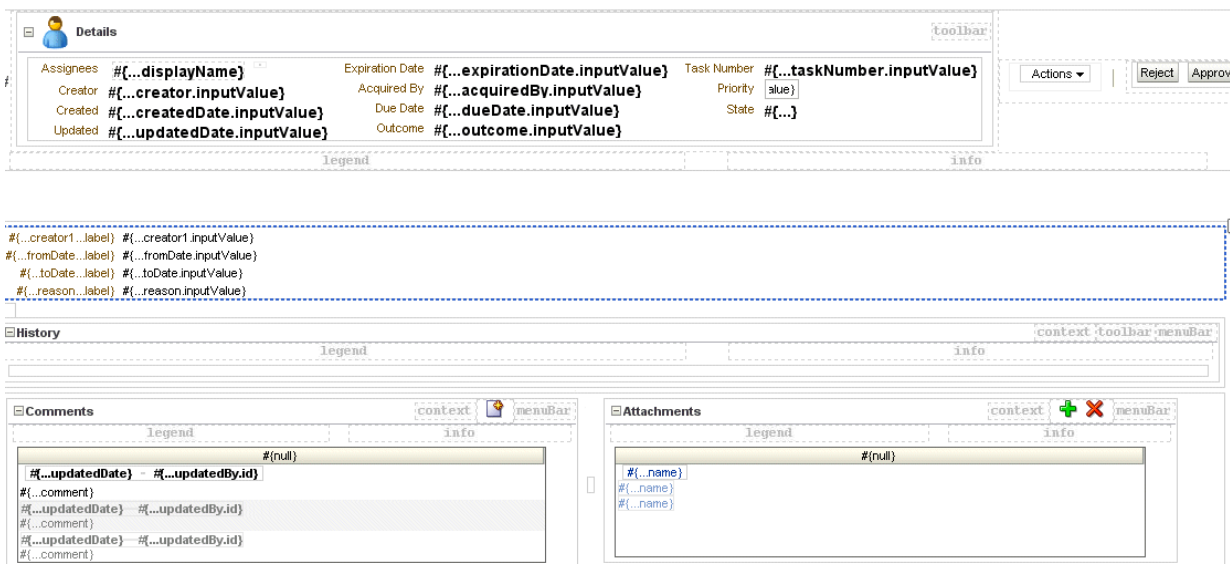 Details toolbar
Assignees #{...displayName} Expiration Date #{...expirationDate.inputValue} Task Number #{...taskNumber.inputValue}
# Actions Reject Approv
Creator #{...creator.inputValue} Acquired By #{...acquiredBy.inputValue} Priority alue}
Created #{...createdDate.inputValue} Due Date #{...dueDate.inputValue} State #{...}
Updated #{...updatedDate.inputValue} Outcome #{...outcome.inputValue}
legend info
#{...creator1...label} #{...creator1.inputValue}
#{...fromDate...label} #{...fromDate.inputValue}
#{...toDate...label} #{...toDate.inputValue}
#{...reason...label} #{...reason.inputValue}
History context toolbar menuBar
legend info
Comments context menuBar
legend info
#{null}
#{...updatedDate} - #{...updatedBy.id}
#{...comment}
#{...updatedDate} #{...updatedBy.id}
#{...comment}
#{...updatedDate} #{...updatedBy.id}
#{...comment}
Attachments context menuBar
legend info
#{null}
#{...name}
#{...name}
#{...name}